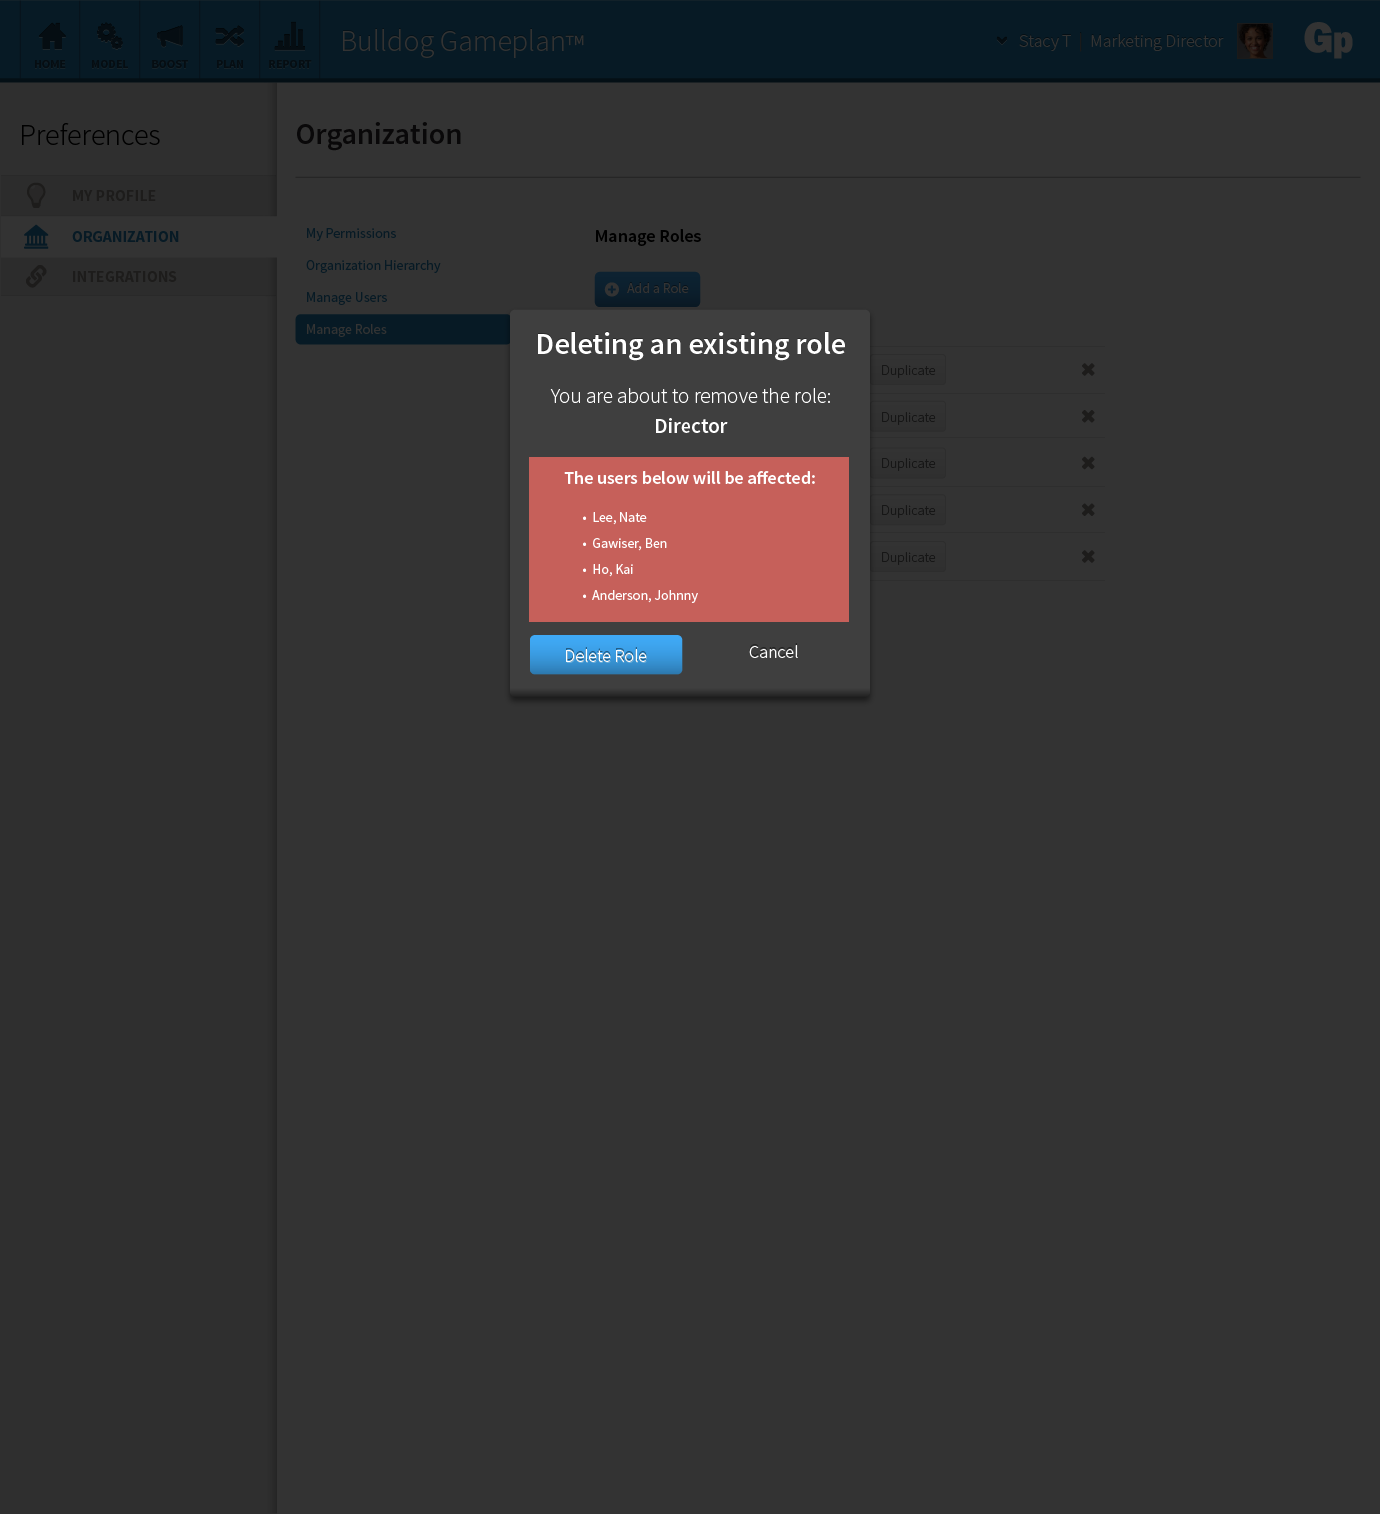 HOME
MODEL
BOOST
PLAN
REPORT
Bulldog Gameplan™
Stacy T | Marketing Director
Gp
Preferences
MY PROFILE
ORGANIZATION
INTEGRATIONS
Organization
My Permissions
Organization Hierarchy
Manage Users
Manage Roles
Manage Roles
Add a Role
Duplicate
Duplicate
Duplicate
Duplicate
Duplicate
Deleting an existing role
You are about to remove the role:
Director
The users below will be affected:
• Lee, Nate
• Gawiser, Ben
• Ho, Kai
• Anderson, Johnny
Delete Role
Cancel